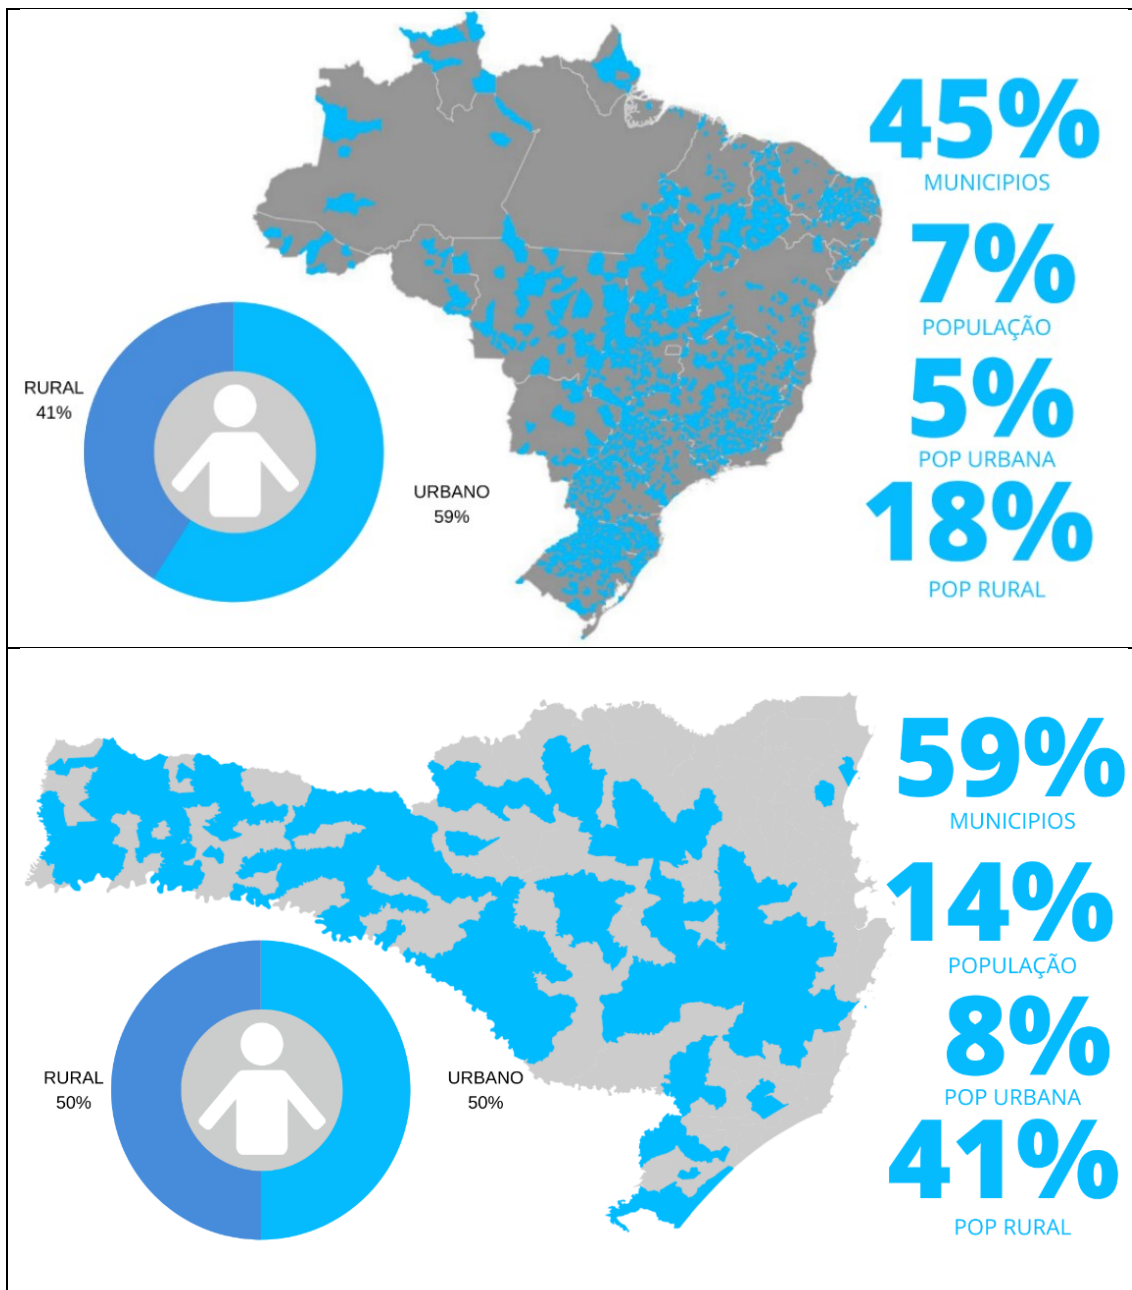 45%
MUNICIPIOS
7%
POPULAÇÃO
5%
POP URBANA
18%
POP RURAL
RURAL
41%
URBANO
59%
59%
MUNICIPIOS
14%
POPULAÇÃO
8%
POP URBANA
41%
POP RURAL
RURAL
50%
URBANO
50%